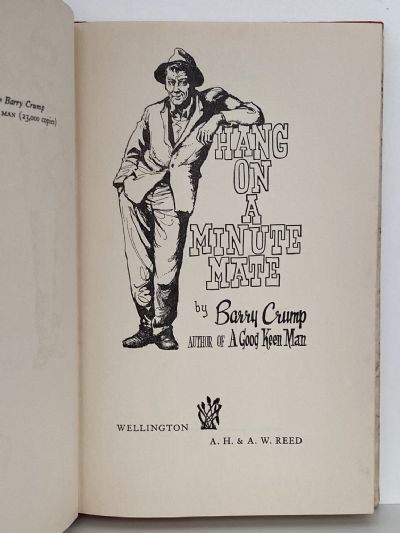 Barry Crump
MAN (23,000 copies)
HANG
ON
A
MINUTE
MATE
by Barry Crump
AUTHOR OF A Goog Keen Man
WELLINGTON
A. H. & A. W. REED